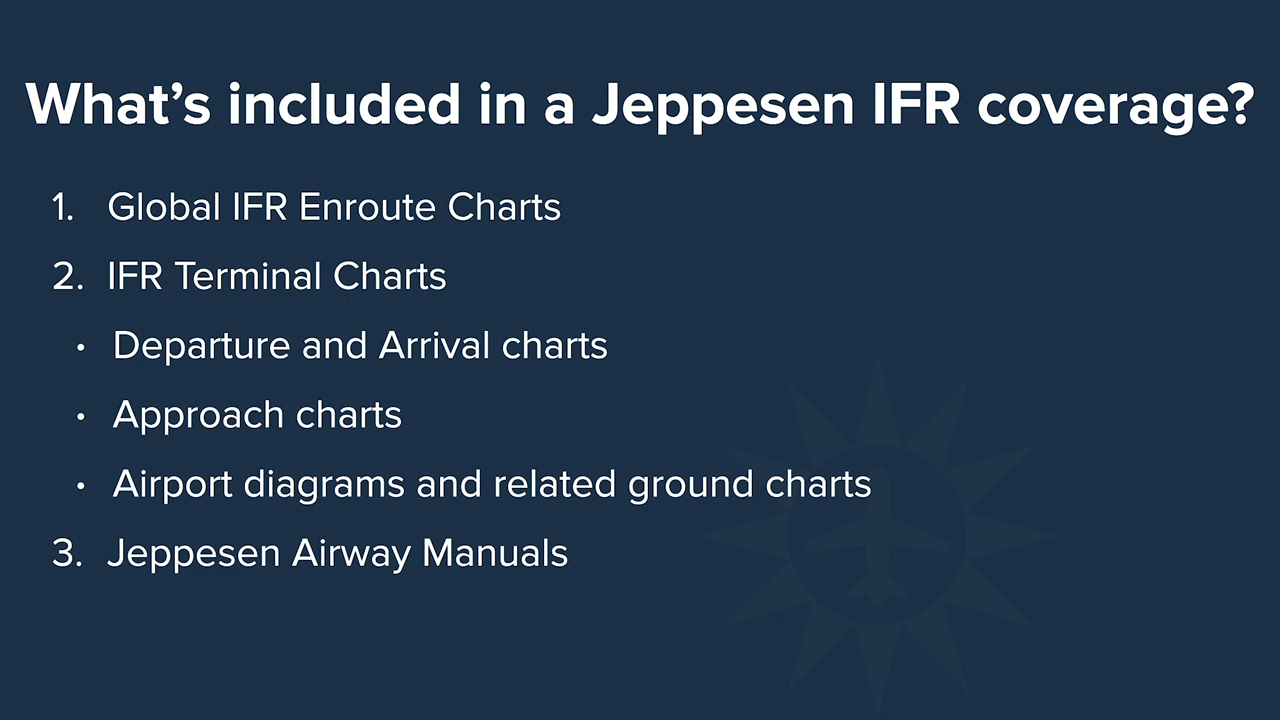 What’s included in a Jeppesen IFR coverage?
1. Global IFR Enroute Charts
2. IFR Terminal Charts
• Departure and Arrival charts
• Approach charts
• Airport diagrams and related ground charts
3. Jeppesen Airway Manuals